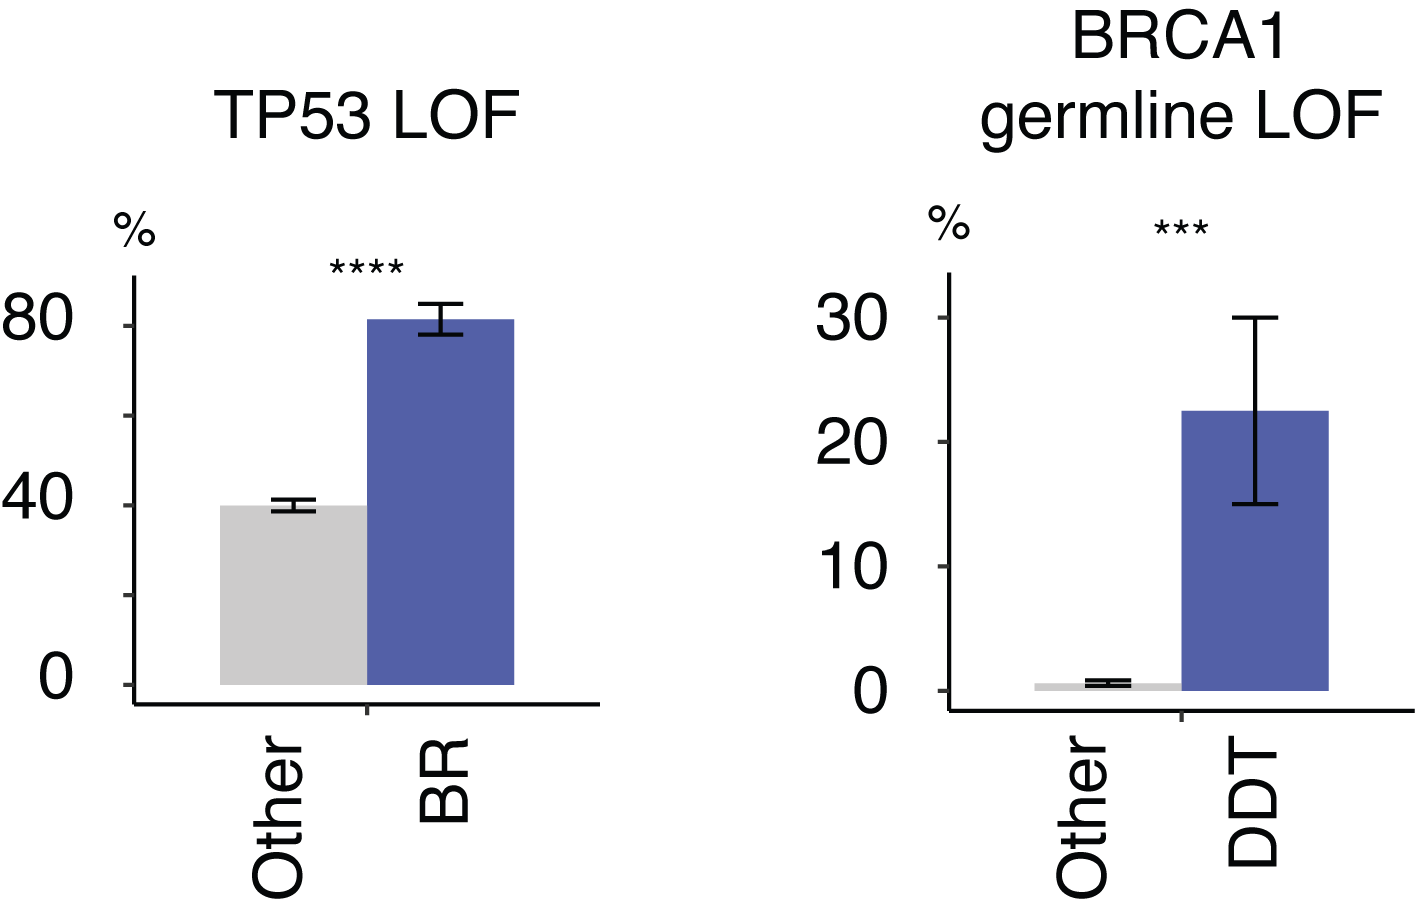 TP53 LOF
%
****
80
40
0
Other
BR
BRCA1
germline LOF
%
***
30
20
10
0
Other
DDT